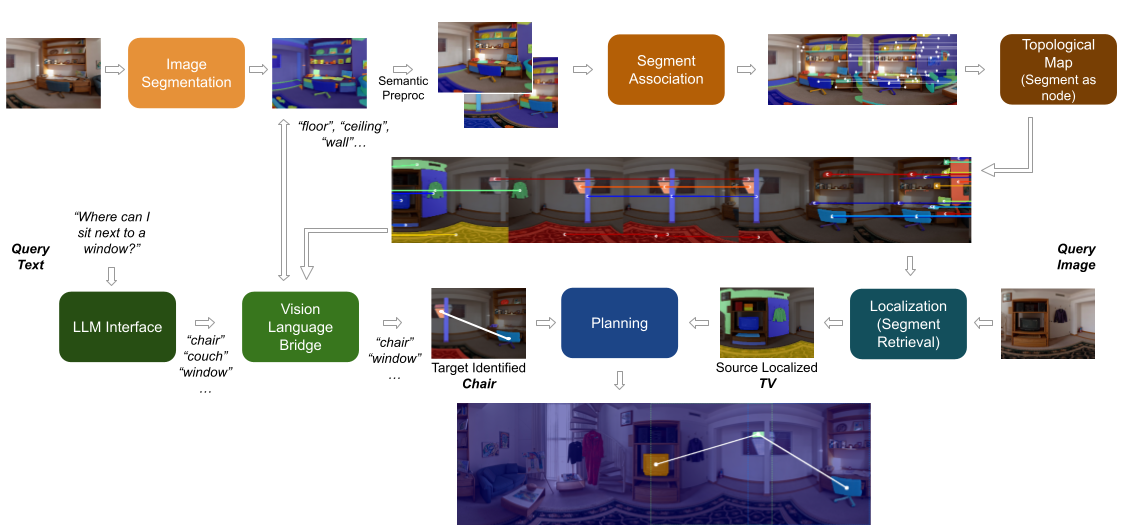 Image
Segmentation
Semantic
Preproc
Segment
Association
Topological
Map
(Segment as
node)
“floor”, “ceiling”,
“wall”…
“Where can I
sit next to a
window?”
Query
Text
Query
Image
LLM Interface
“chair”
“couch”
“window”
…
Vision
Language
Bridge
“chair”
“window”
…
Target Identified
Chair
Planning
Source Localized
TV
Localization
(Segment
Retrieval)